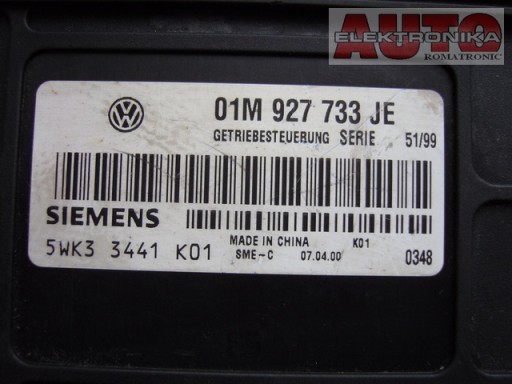 AUTO
ELEKTRONIKA
ROMATRONIC
VW
01M 927 733 JE
GETRIEBESTEUERUNG SERIE 51/99
SIEMENS
5WK3 3441 K01
MADE IN CHINA K01
SME-C 07.04.00 0348